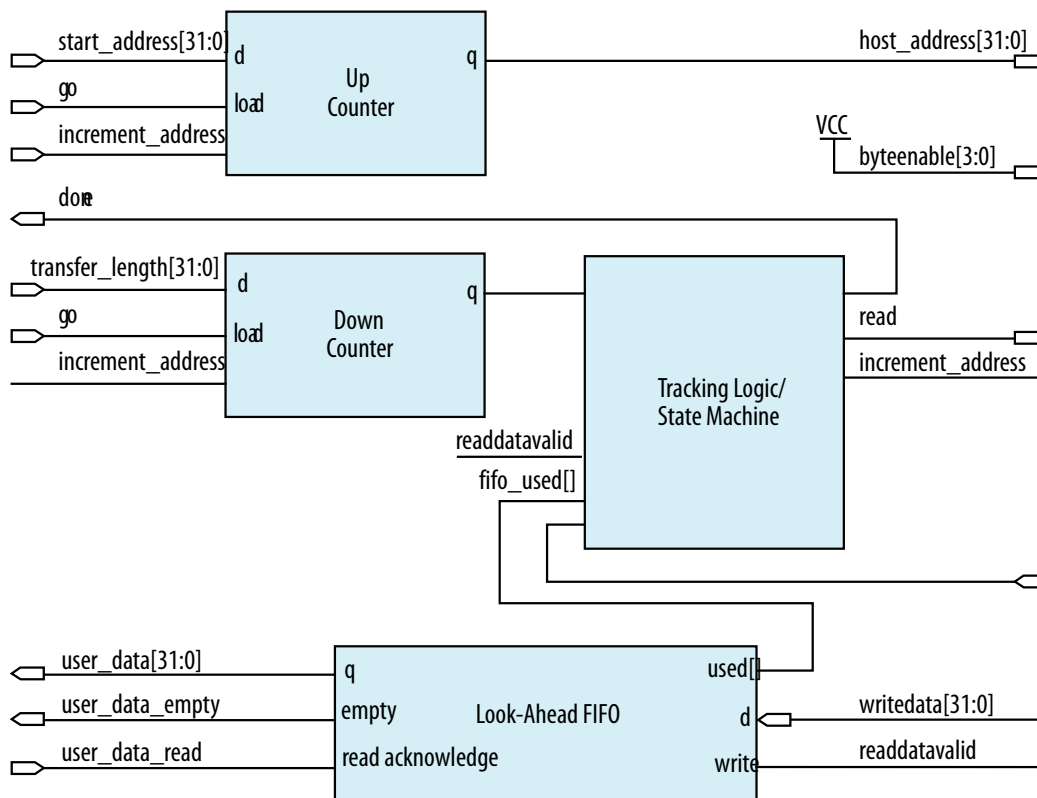 start_address[31:0]
d
q
host_address[31:0]
go
load
Up
Counter
increment_address
VCC
byteenable[3:0]
done
transfer_length[31:0]
d
q
go
load
Down
Counter
read
increment_address
increment_address
Tracking Logic/
State Machine
readdatavalid
fifo_used[]
user_data[31:0]
q
used[]
user_data_empty
empty
Look-Ahead FIFO
d
writedata[31:0]
user_data_read
read acknowledge
write
readdatavalid